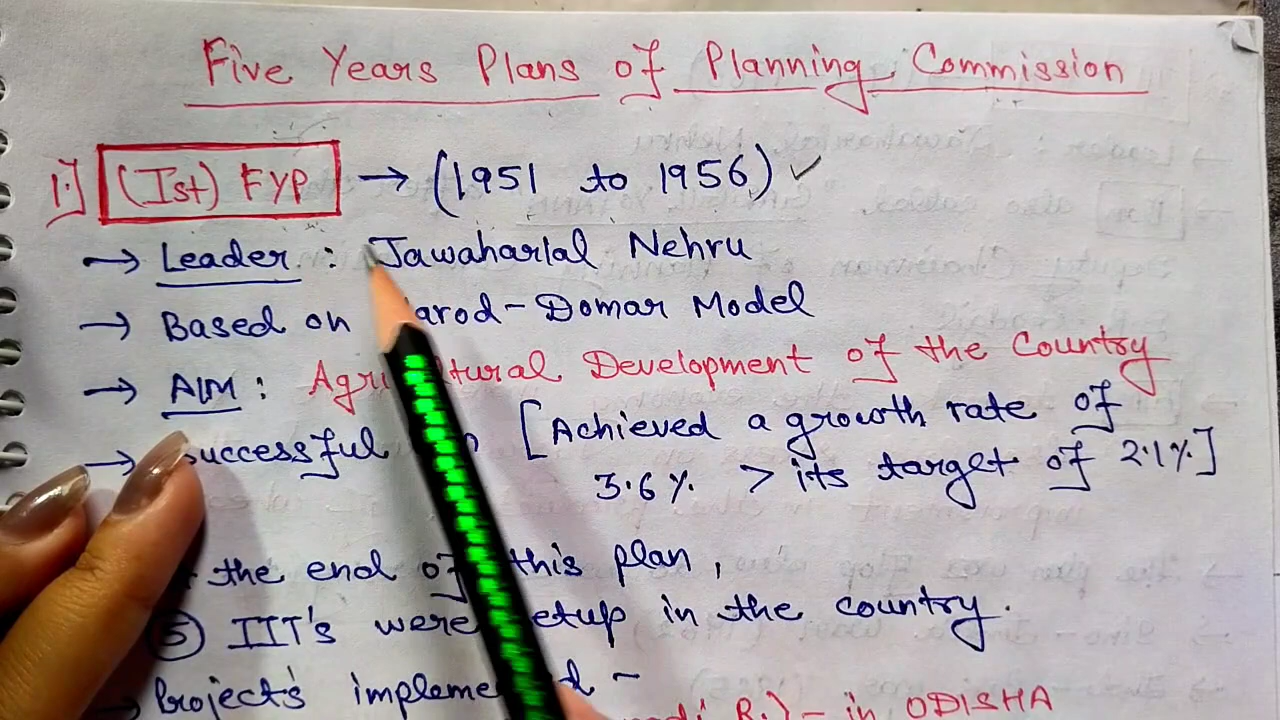 Five Years Plans of Planning Commission
1.] (Ist) FYP → (1951 to 1956) ✓
→ Leader : Jawaharlal Nehru
→ Based on arod-Domar Model
→ AIM : Agri tural Development of the Country
→ Successful [Achieved a growth rate of
3.6% > its target of 2.1%]
the end of this plan,
⑤ IIT's were etup in the country.
→ Project's impleme d -
R.) - in ODISHA